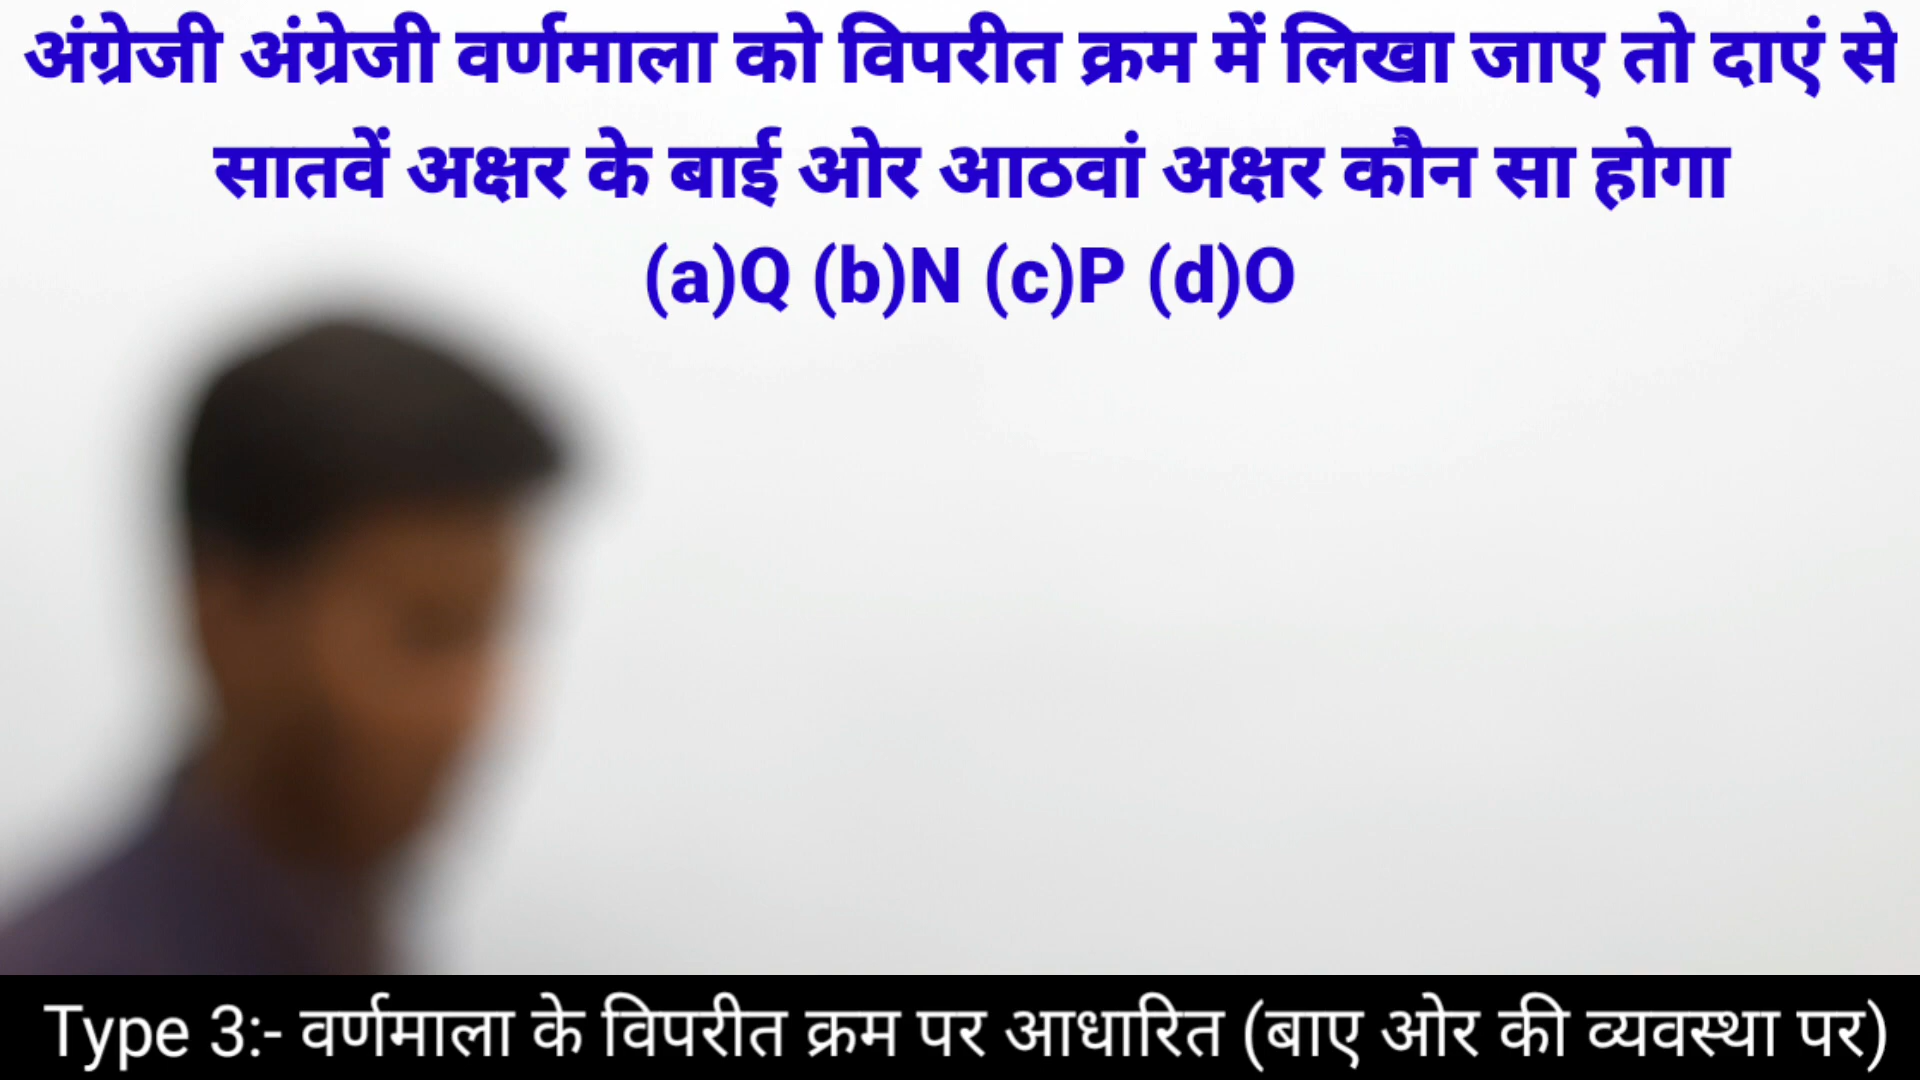 अंग्रेजी अंग्रेजी वर्णमाला को विपरीत क्रम में लिखा जाए तो दाएं से
सातवें अक्षर के बाई ओर आठवां अक्षर कौन सा होगा
(a)Q (b)N (c)P (d)O
Type 3:- वर्णमाला के विपरीत क्रम पर आधारित (बाए ओर की व्यवस्था पर)